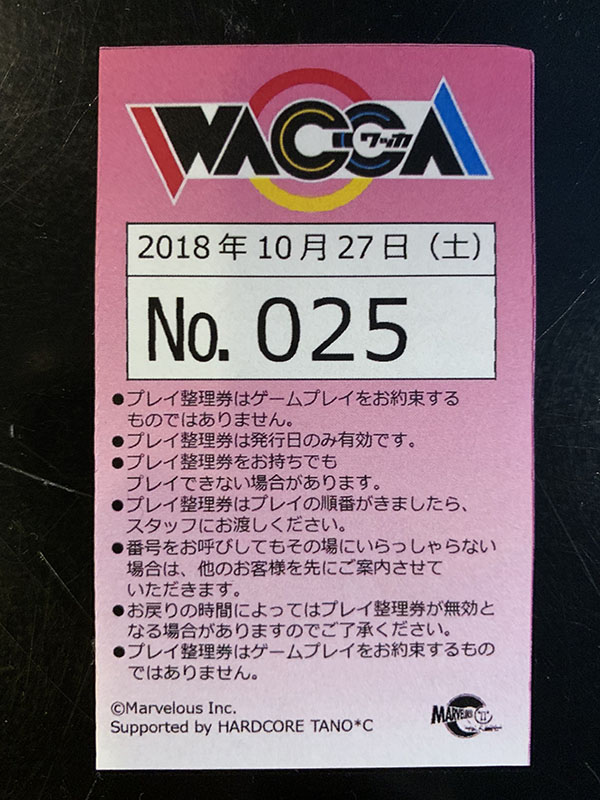 WACCA
ワッカ
2018年10月27日（土）
No. 025
●プレイ整理券はゲームプレイをお約束する
ものではありません。
●プレイ整理券は発行日のみ有効です。
●プレイ整理券をお持ちでも
プレイできない場合があります。
●プレイ整理券はプレイの順番がきましたら、
スタッフにお渡しください。
●番号をお呼びしてもその場にいらっしゃらない
場合は、他のお客様を先にご案内させて
いただきます。
●お戻りの時間によってはプレイ整理券が無効と
なる場合がありますのでご了承ください。
●プレイ整理券はゲームプレイをお約束するもの
ではありません。
©Marvelous Inc.
Supported by HARDCORE TANO*C
MARVELOUS